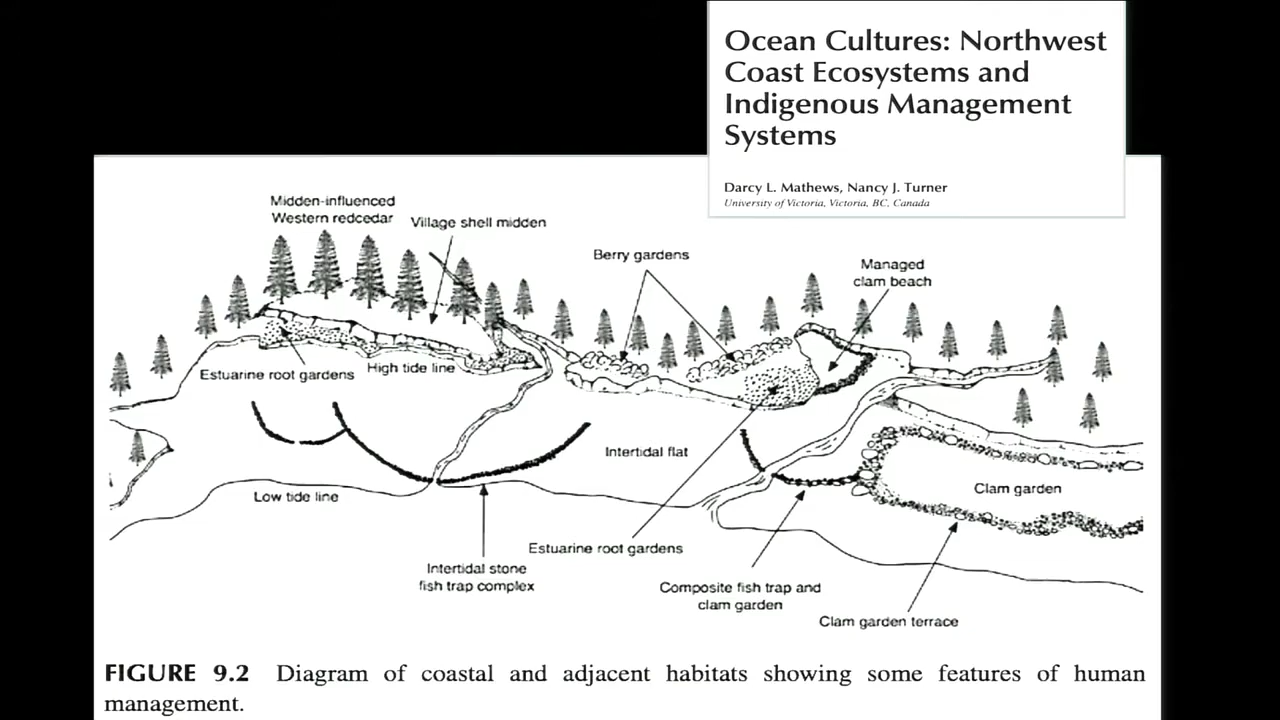 Ocean Cultures: Northwest
Coast Ecosystems and
Indigenous Management
Systems
Darcy L. Mathews, Nancy J. Turner
University of Victoria, Victoria, BC, Canada
Midden-influenced
Western redcedar
Village shell midden
Berry gardens
Managed
clam beach
Estuarine root gardens
High tide line
Intertidal flat
Low tide line
Clam garden
Estuarine root gardens
Intertidal stone
fish trap complex
Composite fish trap and
clam garden
Clam garden terrace
FIGURE 9.2 Diagram of coastal and adjacent habitats showing some features of human
management.